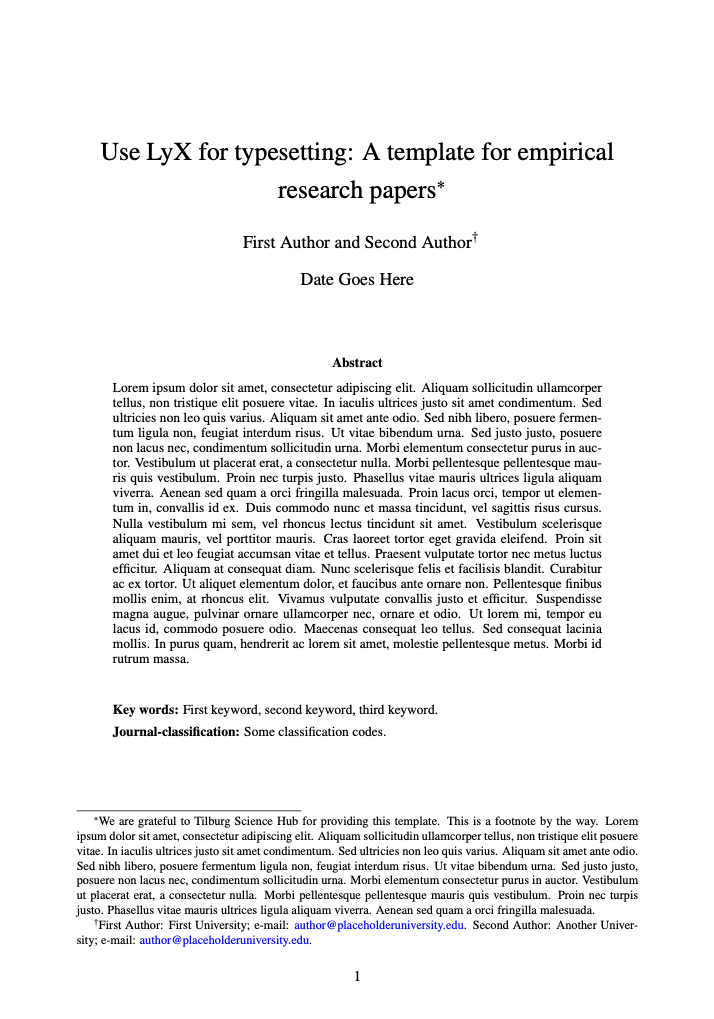 Use LyX for typesetting: A template for empirical
research papers*
First Author and Second Author†
Date Goes Here
Abstract
Lorem ipsum dolor sit amet, consectetur adipiscing elit. Aliquam sollicitudin ullamcorper
tellus, non tristique elit posuere vitae. In iaculis ultrices justo sit amet condimentum. Sed
ultricies non leo quis varius. Aliquam sit amet ante odio. Sed nibh libero, posuere fermen-
tum ligula non, feugiat interdum risus. Ut vitae bibendum urna. Sed justo justo, posuere
non lacus nec, condimentum sollicitudin urna. Morbi elementum consectetur purus in auc-
tor. Vestibulum ut placerat erat, a consectetur nulla. Morbi pellentesque pellentesque mau-
ris quis vestibulum. Proin nec turpis justo. Phasellus vitae mauris ultrices ligula aliquam
viverra. Aenean sed quam a orci fringilla malesuada. Proin lacus orci, tempor ut elemen-
tum in, convallis id ex. Duis commodo nunc et massa tincidunt, vel sagittis risus cursus.
Nulla vestibulum mi sem, vel rhoncus lectus tincidunt sit amet. Vestibulum scelerisque
aliquam mauris, vel porttitor mauris. Cras laoreet tortor eget gravida eleifend. Proin sit
amet dui et leo feugiat accumsan vitae et tellus. Praesent vulputate tortor nec metus luctus
efficitur. Aliquam at consequat diam. Nunc scelerisque felis et facilisis blandit. Curabitur
ac ex tortor. Ut aliquet elementum dolor, et faucibus ante ornare non. Pellentesque finibus
mollis enim, at rhoncus elit. Vivamus vulputate convallis justo et efficitur. Suspendisse
magna augue, pulvinar ornare ullamcorper nec, ornare et odio. Ut lorem mi, tempor eu
lacus id, commodo posuere odio. Maecenas consequat leo tellus. Sed consequat lacinia
mollis. In purus quam, hendrerit ac lorem sit amet, molestie pellentesque metus. Morbi id
rutrum massa.
Key words: First keyword, second keyword, third keyword.
Journal-classification: Some classification codes.
*We are grateful to Tilburg Science Hub for providing this template. This is a footnote by the way. Lorem
ipsum dolor sit amet, consectetur adipiscing elit. Aliquam sollicitudin ullamcorper tellus, non tristique elit posuere
vitae. In iaculis ultrices justo sit amet condimentum. Sed ultricies non leo quis varius. Aliquam sit amet ante odio.
Sed nibh libero, posuere fermentum ligula non, feugiat interdum risus. Ut vitae bibendum urna. Sed justo justo,
posuere non lacus nec, condimentum sollicitudin urna. Morbi elementum consectetur purus in auctor. Vestibulum
ut placerat erat, a consectetur nulla. Morbi pellentesque pellentesque mauris quis vestibulum. Proin nec turpis
justo. Phasellus vitae mauris ultrices ligula aliquam viverra. Aenean sed quam a orci fringilla malesuada.
†First Author: First University; e-mail: author@placeholderuniversity.edu. Second Author: Another Univer-
sity; e-mail: author@placeholderuniversity.edu.
1